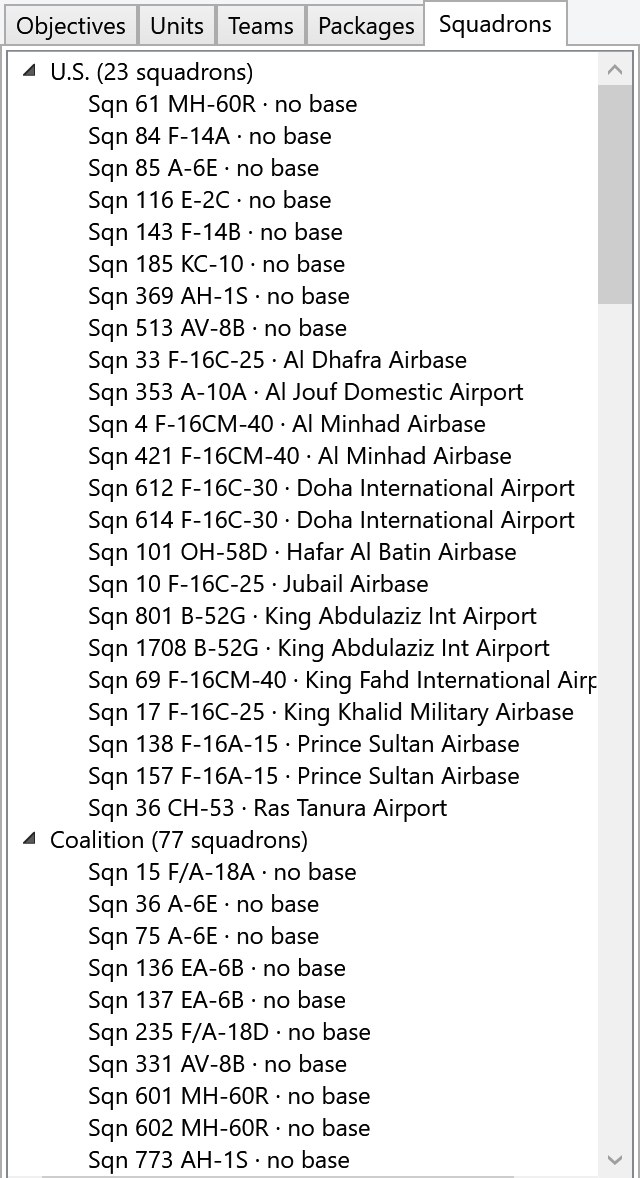 Objectives Units Teams Packages Squadrons
U.S. (23 squadrons)
Sqn 61 MH-60R · no base
Sqn 84 F-14A · no base
Sqn 85 A-6E · no base
Sqn 116 E-2C · no base
Sqn 143 F-14B · no base
Sqn 185 KC-10 · no base
Sqn 369 AH-1S · no base
Sqn 513 AV-8B · no base
Sqn 33 F-16C-25 · Al Dhafra Airbase
Sqn 353 A-10A · Al Jouf Domestic Airport
Sqn 4 F-16CM-40 · Al Minhad Airbase
Sqn 421 F-16CM-40 · Al Minhad Airbase
Sqn 612 F-16C-30 · Doha International Airport
Sqn 614 F-16C-30 · Doha International Airport
Sqn 101 OH-58D · Hafar Al Batin Airbase
Sqn 10 F-16C-25 · Jubail Airbase
Sqn 801 B-52G · King Abdulaziz Int Airport
Sqn 1708 B-52G · King Abdulaziz Int Airport
Sqn 69 F-16CM-40 · King Fahd International Airp
Sqn 17 F-16C-25 · King Khalid Military Airbase
Sqn 138 F-16A-15 · Prince Sultan Airbase
Sqn 157 F-16A-15 · Prince Sultan Airbase
Sqn 36 CH-53 · Ras Tanura Airport
Coalition (77 squadrons)
Sqn 15 F/A-18A · no base
Sqn 36 A-6E · no base
Sqn 75 A-6E · no base
Sqn 136 EA-6B · no base
Sqn 137 EA-6B · no base
Sqn 235 F/A-18D · no base
Sqn 331 AV-8B · no base
Sqn 601 MH-60R · no base
Sqn 602 MH-60R · no base
Sqn 773 AH-1S · no base